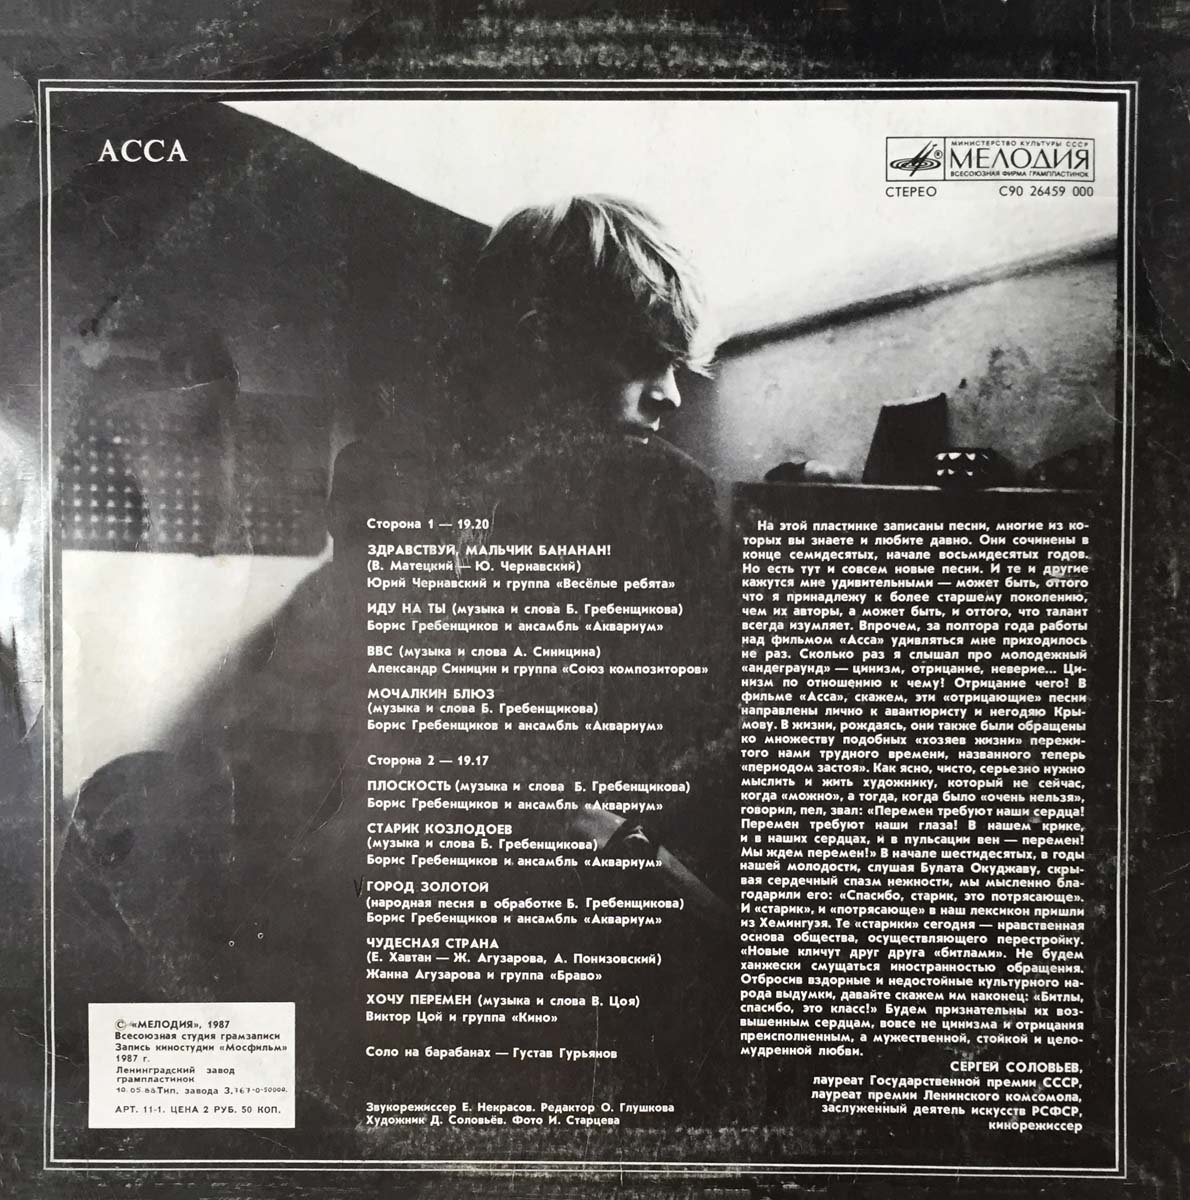 АССА
МИНИСТЕРСТВО КУЛЬТУРЫ СССР
МЕЛОДИЯ
ВСЕСОЮЗНАЯ ФИРМА ГРАМПЛАСТИНОК
СТЕРЕО С90 26459 000
Сторона 1 — 19.20
ЗДРАВСТВУЙ, МАЛЬЧИК БАНАНАН!
(В. Матецкий — Ю. Чернавский)
Юрий Чернавский и группа «Весёлые ребята»
ИДУ НА ТЫ (музыка и слова Б. Гребенщикова)
Борис Гребенщиков и ансамбль «Аквариум»
ВВС (музыка и слова А. Синицина)
Александр Синицин и группа «Союз композиторов»
МОЧАЛКИН БЛЮЗ
(музыка и слова Б. Гребенщикова)
Борис Гребенщиков и ансамбль «Аквариум»
Сторона 2 — 19.17
ПЛОСКОСТЬ (музыка и слова Б. Гребенщикова)
Борис Гребенщиков и ансамбль «Аквариум»
СТАРИК КОЗЛОДОЕВ
(музыка и слова Б. Гребенщикова)
Борис Гребенщиков и ансамбль «Аквариум»
ГОРОД ЗОЛОТОЙ
(народная песня в обработке Б. Гребенщикова)
Борис Гребенщиков и ансамбль «Аквариум»
ЧУДЕСНАЯ СТРАНА
(Е. Хавтан — Ж. Агузарова, А. Понизовский)
Жанна Агузарова и группа «Браво»
ХОЧУ ПЕРЕМЕН (музыка и слова В. Цоя)
Виктор Цой и группа «Кино»
Соло на барабанах — Густав Гурьянов
Звукорежиссер Е. Некрасов. Редактор О. Глушкова
Художник Д. Соловьёв. Фото И. Старцева
На этой пластинке записаны песни, многие из ко-
торых вы знаете и любите давно. Они сочинены в
конце семидесятых, начале восьмидесятых годов.
Но есть тут и совсем новые песни. И те и другие
кажутся мне удивительными — может быть, оттого
что я принадлежу к более старшему поколению,
чем их авторы, а может быть, и оттого, что талант
всегда изумляет. Впрочем, за полтора года работы
над фильмом «Асса» удивляться мне приходилось
не раз. Сколько раз я слышал про молодежный
«андеграунд» — цинизм, отрицание, неверие... Ци-
низм по отношению к чему! Отрицание чего! В
фильме «Асса», скажем, эти «отрицающие» песни
направлены лично к авантюристу и негодяю Кры-
мову. В жизни, рождаясь, они также были обращены
ко множеству подобных «хозяев жизни» пережи-
того нами трудного времени, названного теперь
«периодом застоя». Как ясно, чисто, серьезно нужно
мыслить и жить художнику, который не сейчас,
когда «можно», а тогда, когда было «очень нельзя»,
говорил, пел, звал: «Перемен требуют наши сердца!
Перемен требуют наши глаза! В нашем крике,
и в наших сердцах, и в пульсации вен — перемен!
Мы ждем перемен!» В начале шестидесятых, в годы
нашей молодости, слушая Булата Окуджаву, скры-
вая сердечный спазм нежности, мы мысленно бла-
годарили его: «Спасибо, старик, это потрясающе».
И «старик», и «потрясающе» в наш лексикон пришли
из Хемингуэя. Те «старики» сегодня — нравственная
основа общества, осуществляющего перестройку.
«Новые кличут друг друга «битлами». Не будем
ханжески смущаться иностранностью обращения.
Отбросив вздорные и недостойные культурного на-
рода выдумки, давайте скажем им наконец: «Битлы,
спасибо, это класс!» Будем признательны их воз-
вышенным сердцам, вовсе не цинизма и отрицания
преисполненным, а мужественной, стойкой и цело-
мудренной любви.
СЕРГЕЙ СОЛОВЬЕВ,
лауреат Государственной премии СССР,
лауреат премии Ленинского комсомола,
заслуженный деятель искусств РСФСР,
кинорежиссер
© «МЕЛОДИЯ», 1987
Всесоюзная студия грамзаписи
Запись киностудии «Мосфильм»
1987 г.
Ленинградский завод
грампластинок
10.05.88 Тип. завода З.767-0-50000.
АРТ. 11-1. ЦЕНА 2 РУБ. 50 КОП.